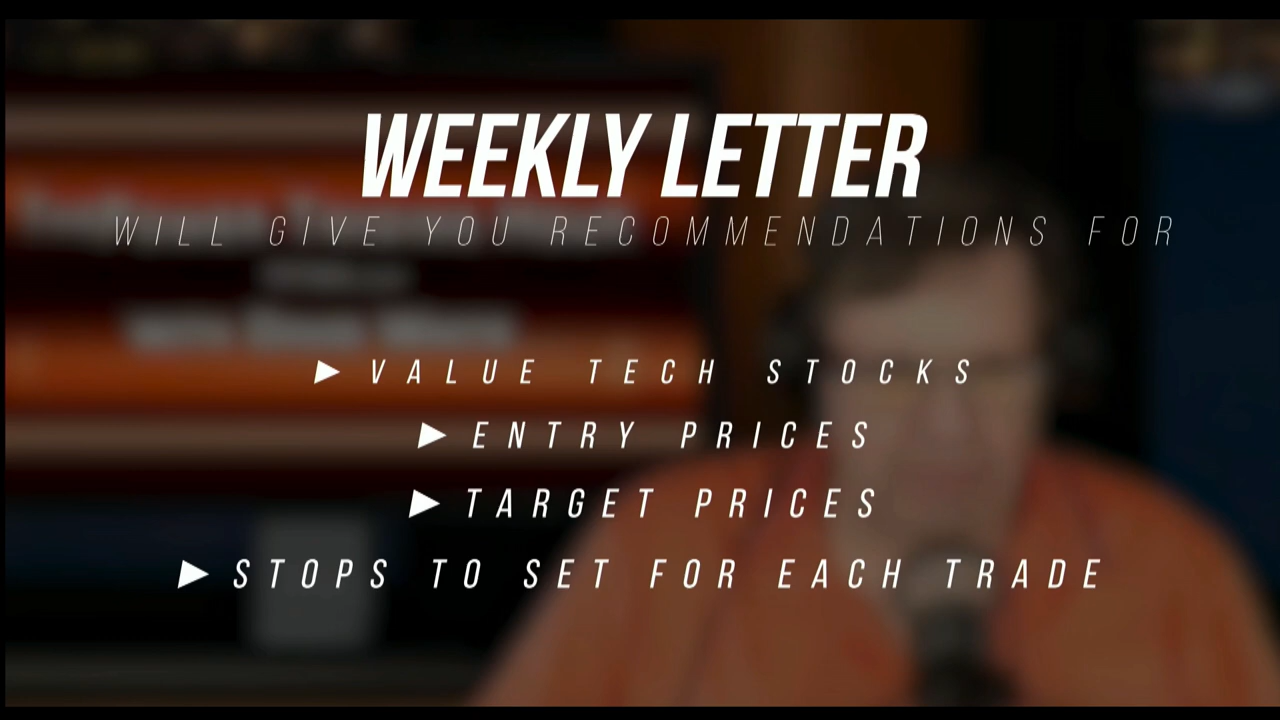 WEEKLY LETTER
WILL GIVE YOU RECOMMENDATIONS FOR
▶ VALUE TECH STOCKS
▶ ENTRY PRICES
▶ TARGET PRICES
▶ STOPS TO SET FOR EACH TRADE